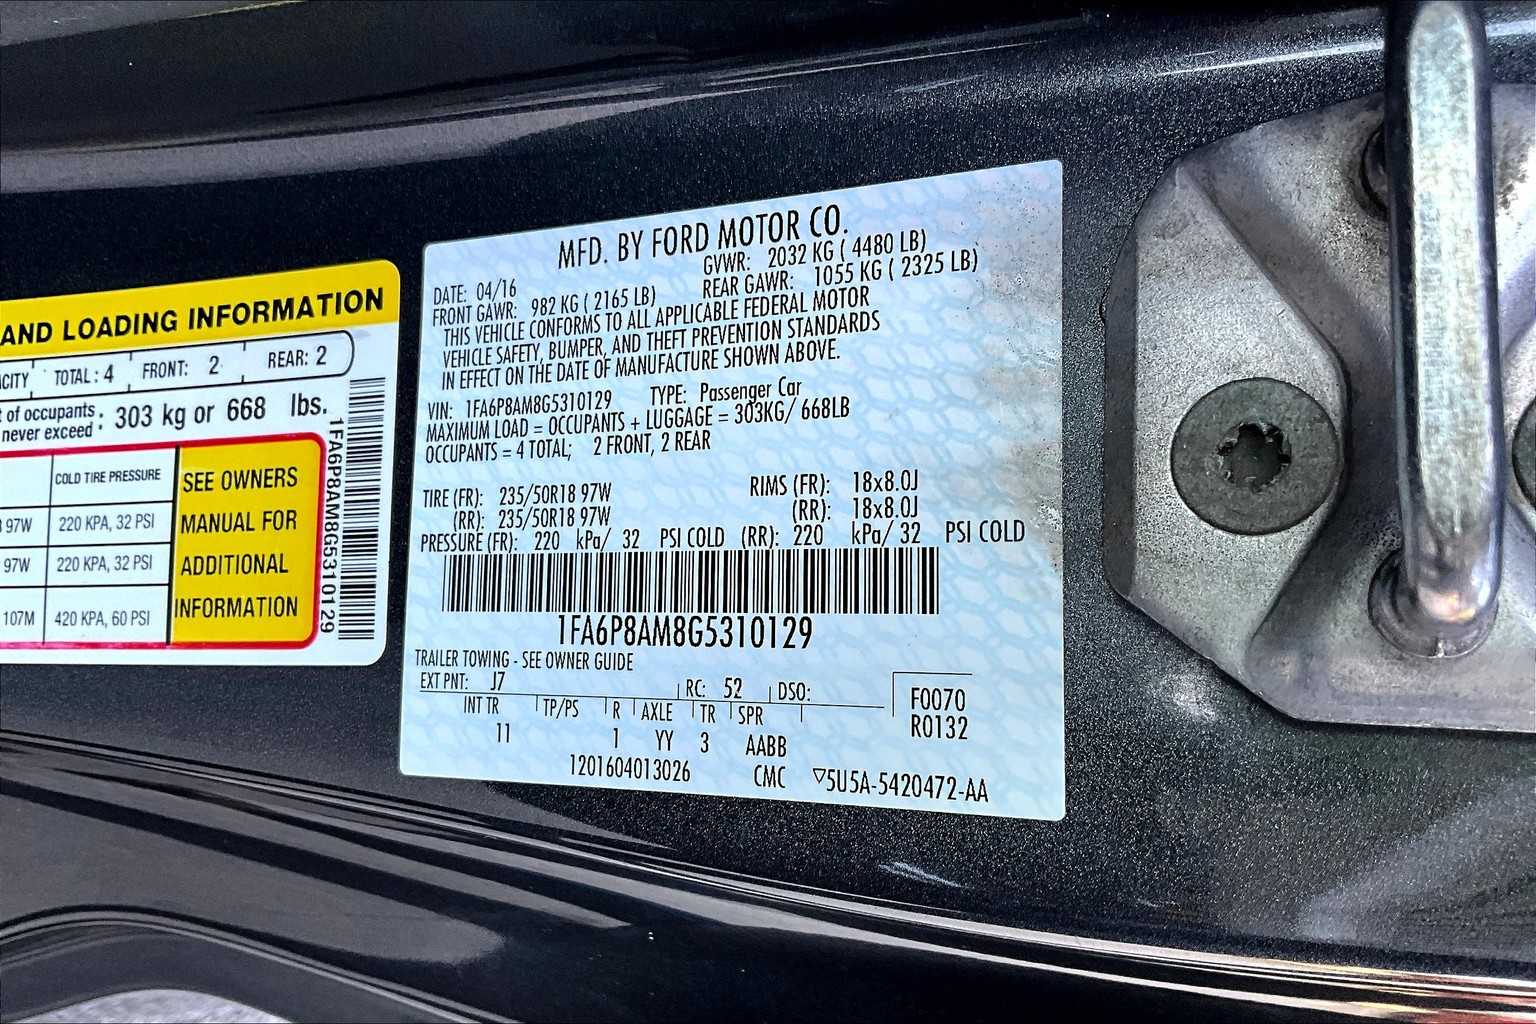 AND LOADING INFORMATION
TOTAL: 4 FRONT: 2 REAR: 2
of occupants
never exceed : 303 kg or 668 lbs.
COLD TIRE PRESSURE
97W 220 KPA, 32 PSI
97W 220 KPA, 32 PSI
107M 420 KPA, 60 PSI
SEE OWNERS
MANUAL FOR
ADDITIONAL
INFORMATION
1FA6P8AM8G5310129
MFD. BY FORD MOTOR CO.
DATE: 04/16 GVWR: 2032 KG ( 4480 LB)
FRONT GAWR: 982 KG ( 2165 LB) REAR GAWR: 1055 KG ( 2325 LB)
THIS VEHICLE CONFORMS TO ALL APPLICABLE FEDERAL MOTOR
VEHICLE SAFETY, BUMPER, AND THEFT PREVENTION STANDARDS
IN EFFECT ON THE DATE OF MANUFACTURE SHOWN ABOVE.
VIN: 1FA6P8AM8G5310129 TYPE: Passenger Car
MAXIMUM LOAD = OCCUPANTS + LUGGAGE = 303KG/ 668LB
OCCUPANTS = 4 TOTAL; 2 FRONT, 2 REAR
TIRE (FR): 235/50R18 97W RIMS (FR): 18x8.0J
(RR): 235/50R18 97W (RR): 18x8.0J
PRESSURE (FR): 220 kPa/ 32 PSI COLD (RR): 220 kPa/ 32 PSI COLD
1FA6P8AM8G5310129
TRAILER TOWING - SEE OWNER GUIDE
EXT PNT: J7 RC: 52 DSO:
INT TR TP/PS R AXLE TR SPR
11 1 YY 3 AABB
F0070
R0132
1201604013026 CMC ▽5U5A-5420472-AA